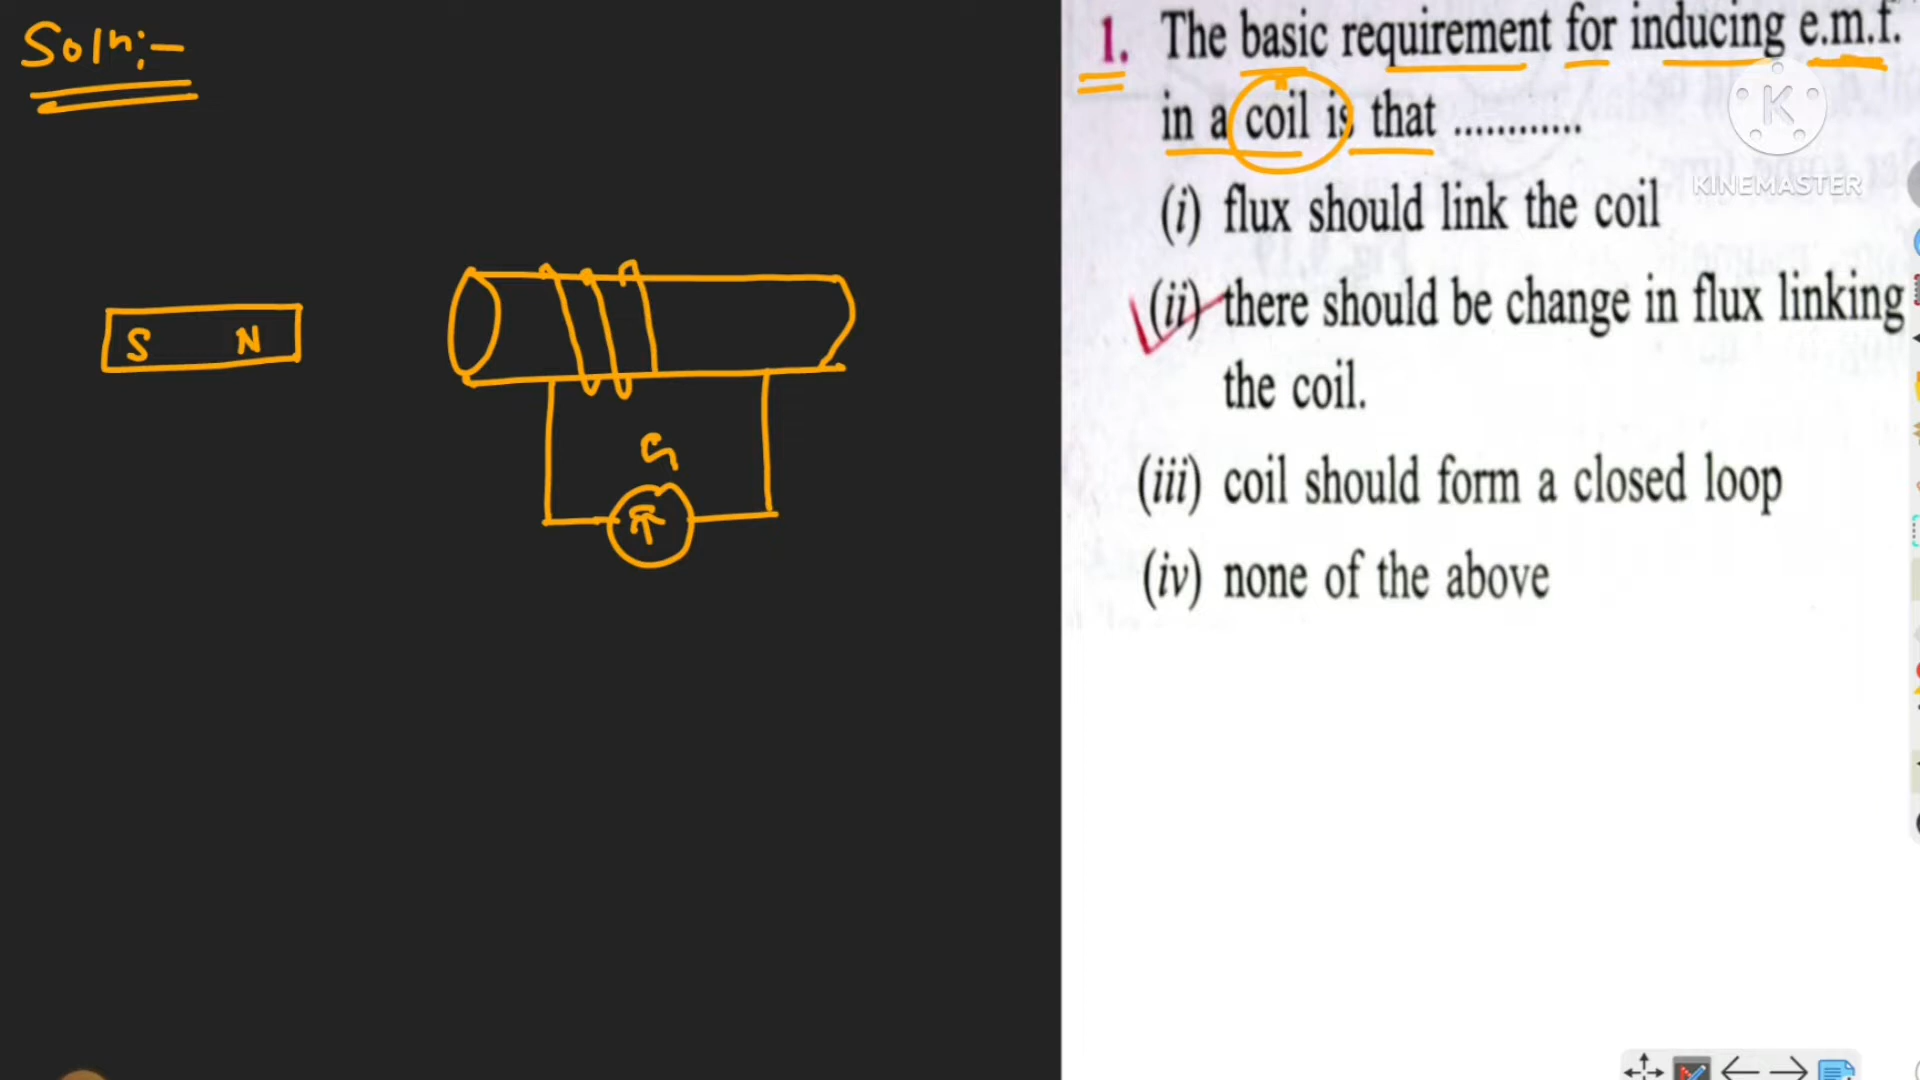 Soln:-
S N
G
1. The basic requirement for inducing e.m.f.
in a coil is that ............
(i) flux should link the coil
(ii) there should be change in flux linking
the coil.
(iii) coil should form a closed loop
(iv) none of the above
K
KINEMASTER